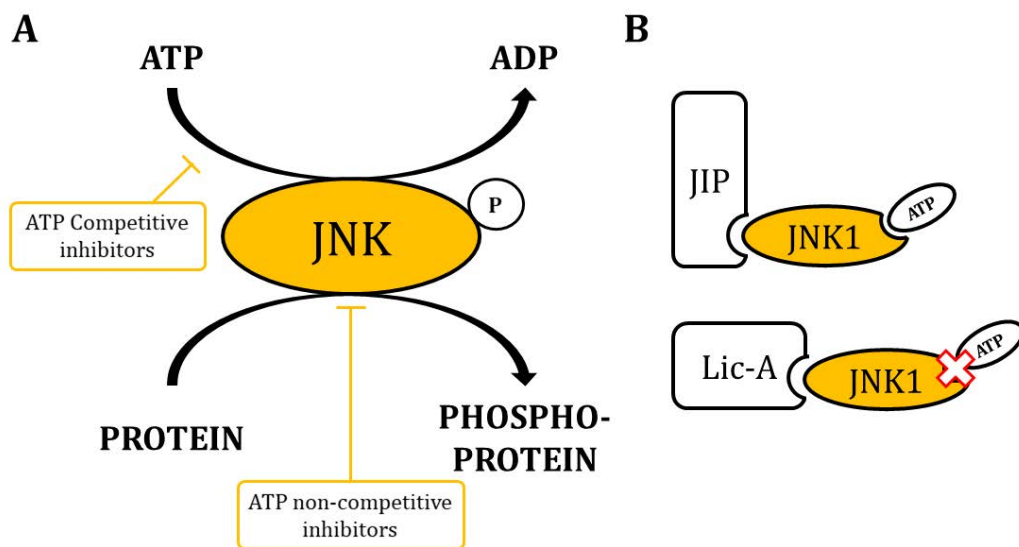 A
ATP
ADP
ATP Competitive
inhibitors
JNK
P
PROTEIN
PHOSPHO-
PROTEIN
ATP non-competitive
inhibitors
B
JIP
JNK1
ATP
Lic-A
JNK1
ATP